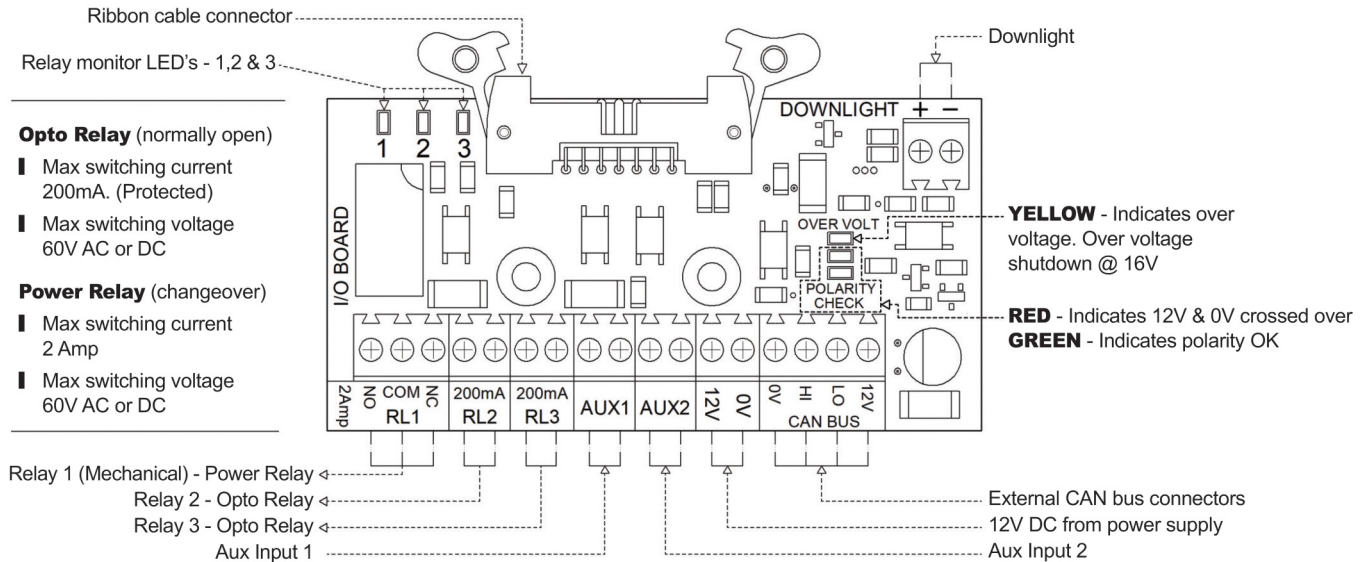 Ribbon cable connector
Relay monitor LED's - 1,2 & 3
Downlight
DOWNLIGHT + −
1 2 3
Opto Relay (normally open)
Max switching current
200mA. (Protected)
Max switching voltage
60V AC or DC
Power Relay (changeover)
Max switching current
2 Amp
Max switching voltage
60V AC or DC
I/O BOARD
OVER VOLT
POLARITY
CHECK
YELLOW - Indicates over
voltage. Over voltage
shutdown @ 16V
RED - Indicates 12V & 0V crossed over
GREEN - Indicates polarity OK
2Amp
NO COM NC
RL1
200mA
RL2
200mA
RL3
AUX1
AUX2
12V 0V
0V HI LO 12V
CAN BUS
Relay 1 (Mechanical) - Power Relay
Relay 2 - Opto Relay
Relay 3 - Opto Relay
Aux Input 1
External CAN bus connectors
12V DC from power supply
Aux Input 2